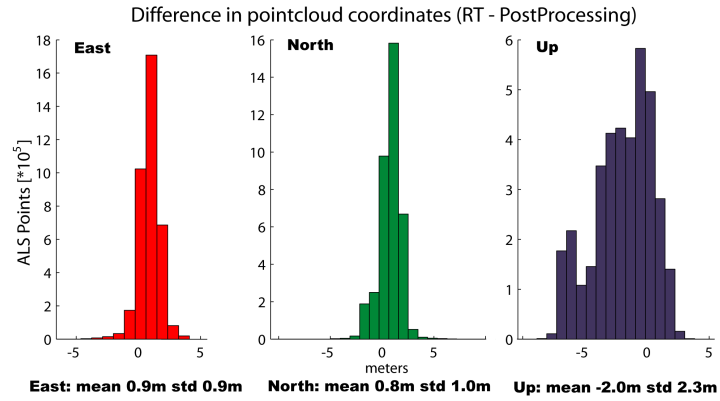 Difference in pointcloud coordinates (RT - PostProcessing)
East
North
Up
ALS Points [*10^5]
18
16
14
12
10
8
6
4
2
0
-5 0 5
16
14
12
10
8
6
4
2
0
-5 0 5
meters
6
5
4
3
2
1
0
-5 0 5
East: mean 0.9m std 0.9m
North: mean 0.8m std 1.0m
Up: mean -2.0m std 2.3m